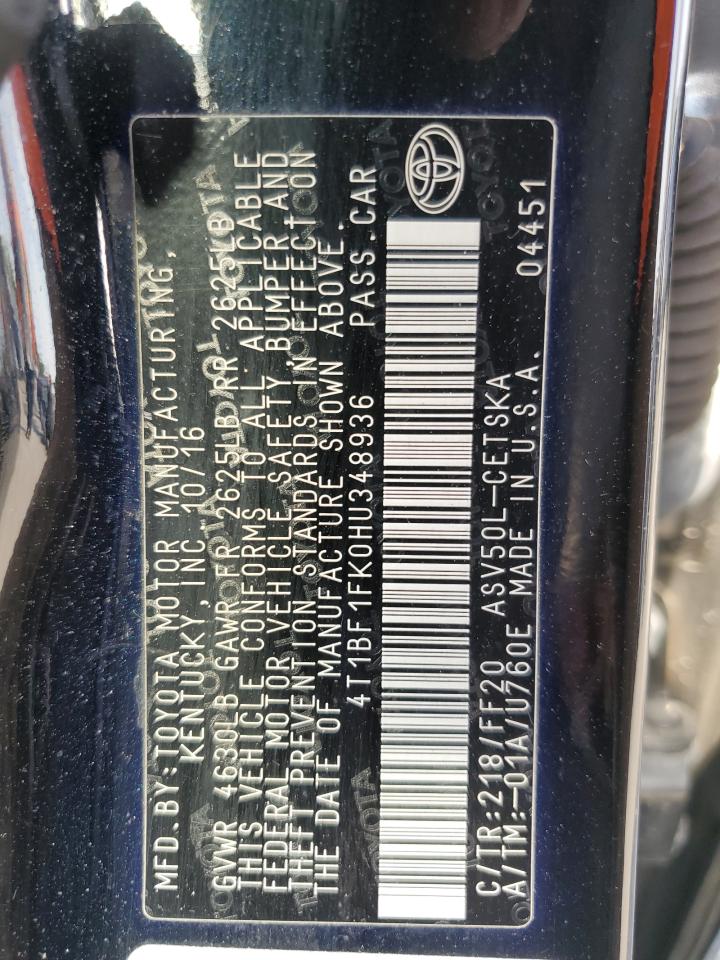 MFD.BY:TOYOTA MOTOR MANUFACTURING,
KENTUCKY, INC 10/16
GVWR 4630LB GAWR FR 2625LB RR 2625LB
THIS VEHICLE CONFORMS TO ALL APPLICABLE
FEDERAL MOTOR VEHICLE SAFETY BUMPER AND
THEFT PREVENTION STANDARDS IN EFFECT ON
THE DATE OF MANUFACTURE SHOWN ABOVE.
4T1BF1FK0HU348936 PASS.CAR
C/TR:218/FF20 ASV50L-CETSKA 04451
A/TM:-01A/U760E MADE IN U.S.A.